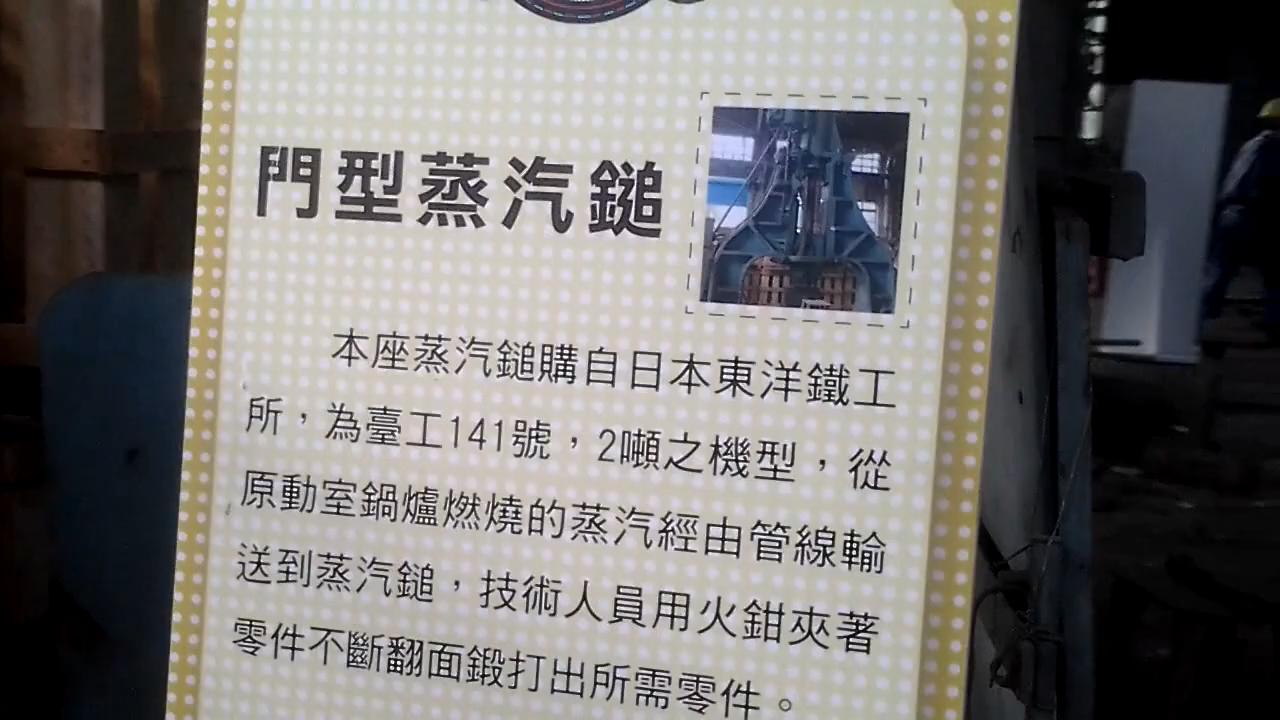 門型蒸汽鎚
本座蒸汽鎚購自日本東洋鐵工
所，為臺工141號，2噸之機型，從
原動室鍋爐燃燒的蒸汽經由管線輸
送到蒸汽鎚，技術人員用火鉗夾著
零件不斷翻面鍛打出所需零件。